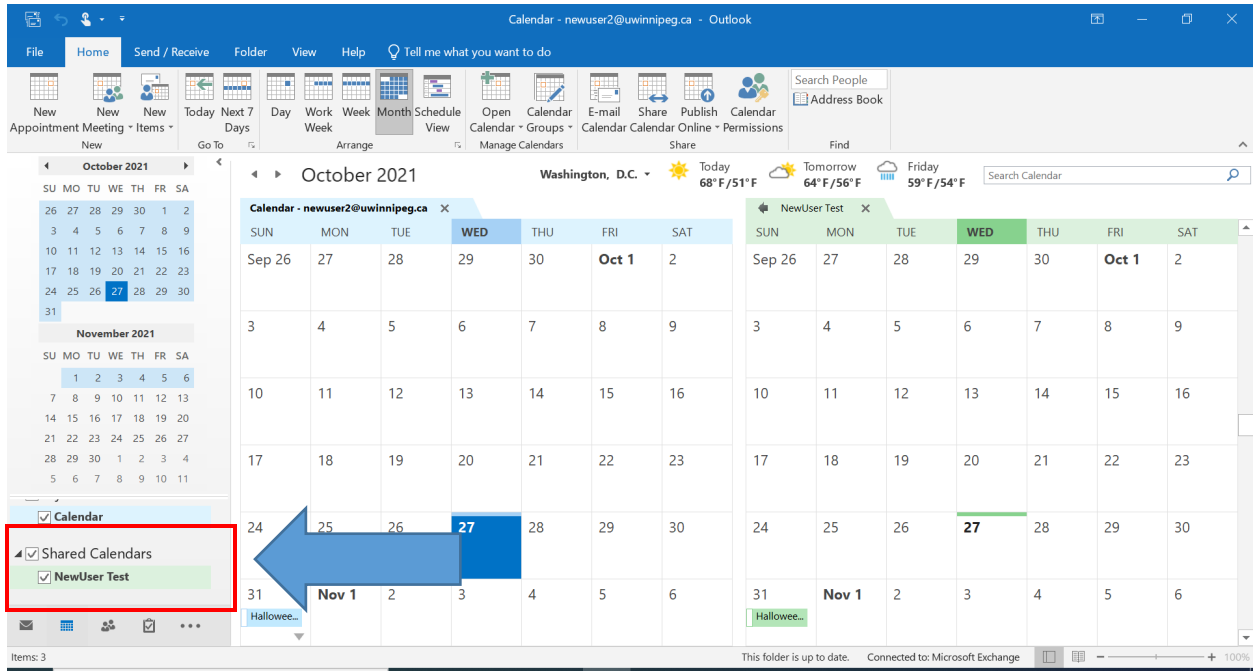 Calendar - newuser2@uwinnipeg.ca - Outlook
File Home Send / Receive Folder View Help Tell me what you want to do
New Appointment
New Meeting
New Items
New
Today
Next 7 Days
Go To
Day
Work Week
Week
Month
Schedule View
Arrange
Open Calendar
Calendar Groups
Manage Calendars
E-mail Calendar
Share Calendar
Publish Online
Calendar Permissions
Share
Search People
Address Book
Find
October 2021
SU MO TU WE TH FR SA
26 27 28 29 30 1 2
3 4 5 6 7 8 9
10 11 12 13 14 15 16
17 18 19 20 21 22 23
24 25 26 27 28 29 30
31
November 2021
SU MO TU WE TH FR SA
1 2 3 4 5 6
7 8 9 10 11 12 13
14 15 16 17 18 19 20
21 22 23 24 25 26 27
28 29 30 1 2 3 4
5 6 7 8 9 10 11
Calendar
Shared Calendars
NewUser Test
October 2021
Washington, D.C.
Today
68°F/51°F
Tomorrow
64°F/56°F
Friday
59°F/54°F
Search Calendar
Calendar - newuser2@uwinnipeg.ca
SUN MON TUE WED THU FRI SAT
Sep 26 27 28 29 30 Oct 1 2
3 4 5 6 7 8 9
10 11 12 13 14 15 16
17 18 19 20 21 22 23
24 25 26 27 28 29 30
31 Nov 1 2 3 4 5 6
Hallowee...
NewUser Test
SUN MON TUE WED THU FRI SAT
Sep 26 27 28 29 30 Oct 1 2
3 4 5 6 7 8 9
10 11 12 13 14 15 16
17 18 19 20 21 22 23
24 25 26 27 28 29 30
31 Nov 1 2 3 4 5 6
Hallowee...
Items: 3
This folder is up to date. Connected to: Microsoft Exchange 100%